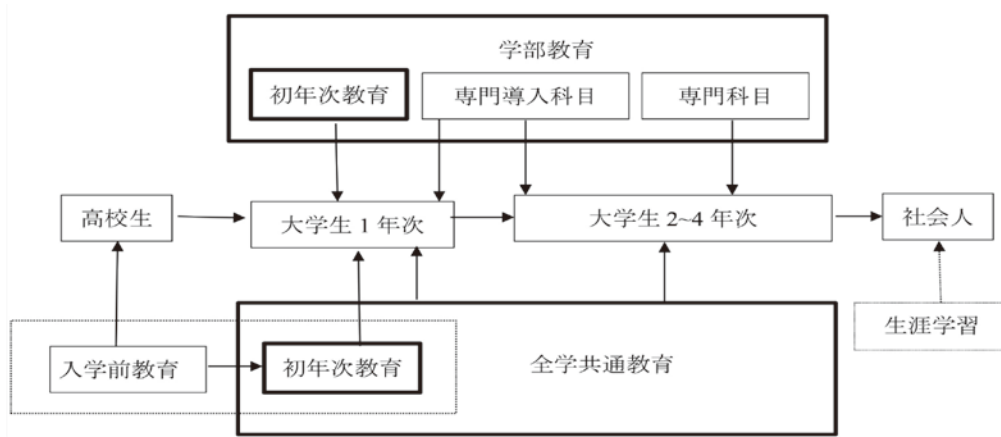 学部教育
初年次教育
専門導入科目
専門科目
高校生
大学生1年次
大学生2~4年次
社会人
生涯学習
入学前教育
初年次教育
全学共通教育